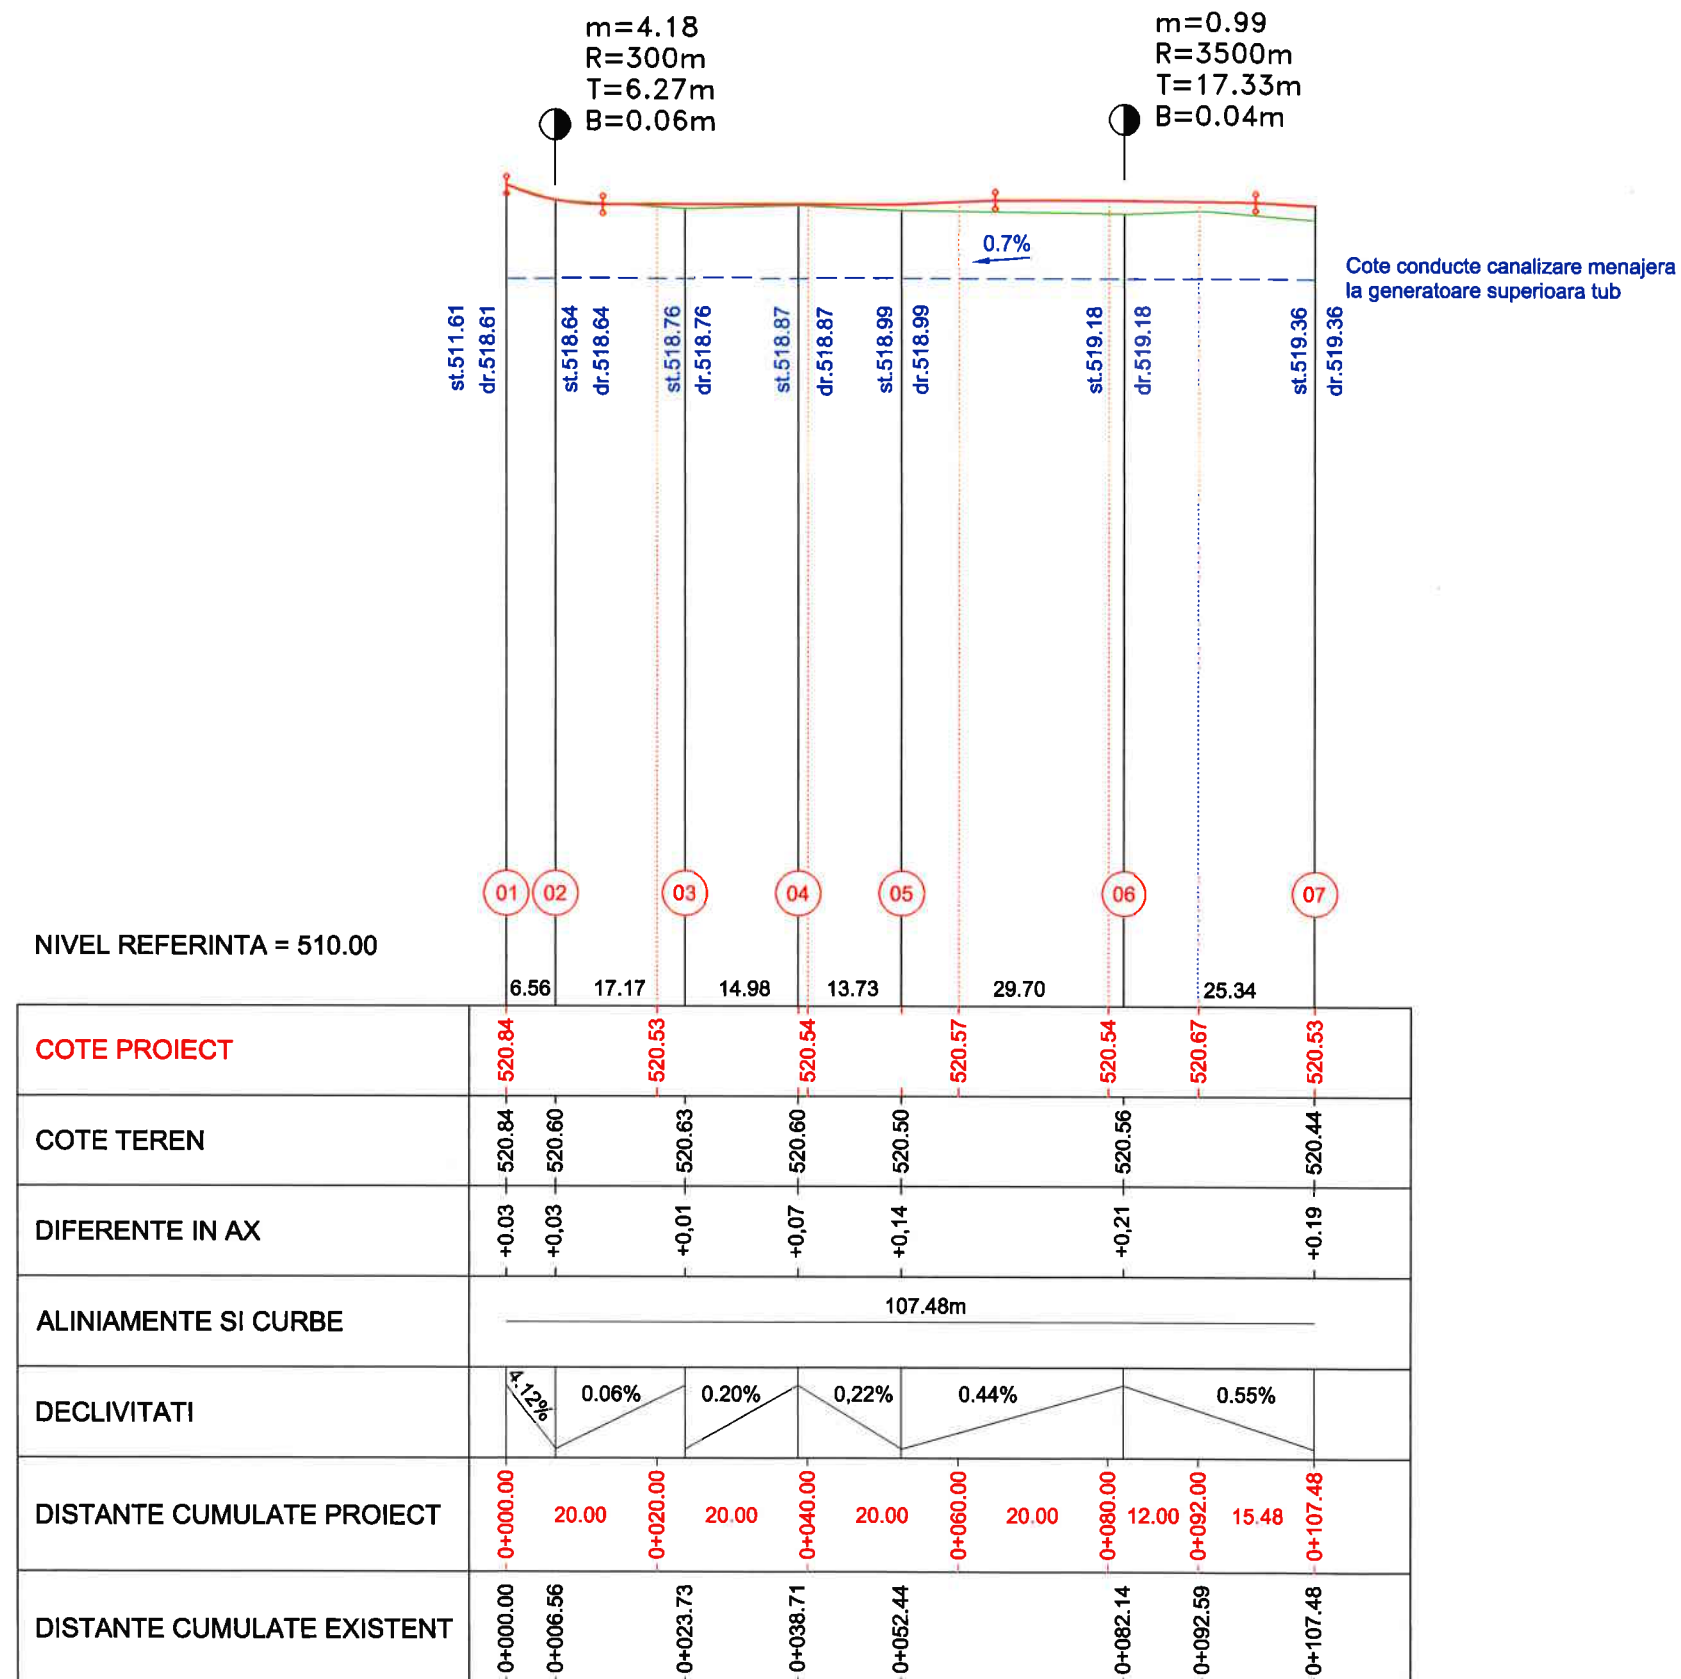 m=4.18
R=300m
T=6.27m
B=0.06m
m=0.99
R=3500m
T=17.33m
B=0.04m
0.7%
Cote conducte canalizare menajera
la generatoare superioara tub
st.511.61
dr.518.61
st.518.64
dr.518.64
st.518.76
dr.518.76
st.518.87
dr.518.87
st.518.99
dr.518.99
st.519.18
dr.519.18
st.519.36
dr.519.36
01 02 03 04 05 06 07
NIVEL REFERINTA = 510.00
6.56 17.17 14.98 13.73 29.70 25.34
COTE PROIECT 520.84 520.53 520.54 520.57 520.54 520.67 520.53
COTE TEREN 520.84 520.60 520.63 520.60 520.50 520.56 520.44
DIFERENTE IN AX +0.03 +0,03 +0,01 +0,07 +0,14 +0,21 +0.19
ALINIAMENTE SI CURBE 107.48m
DECLIVITATI 4.12% 0.06% 0.20% 0,22% 0.44% 0.55%
DISTANTE CUMULATE PROIECT 0+000.00 20.00 0+020.00 20.00 0+040.00 20.00 0+060.00 20.00 0+080.00 12.00 0+092.00 15.48 0+107.48
DISTANTE CUMULATE EXISTENT 0+000.00 0+006.56 0+023.73 0+038.71 0+052.44 0+082.14 0+092.59 0+107.48